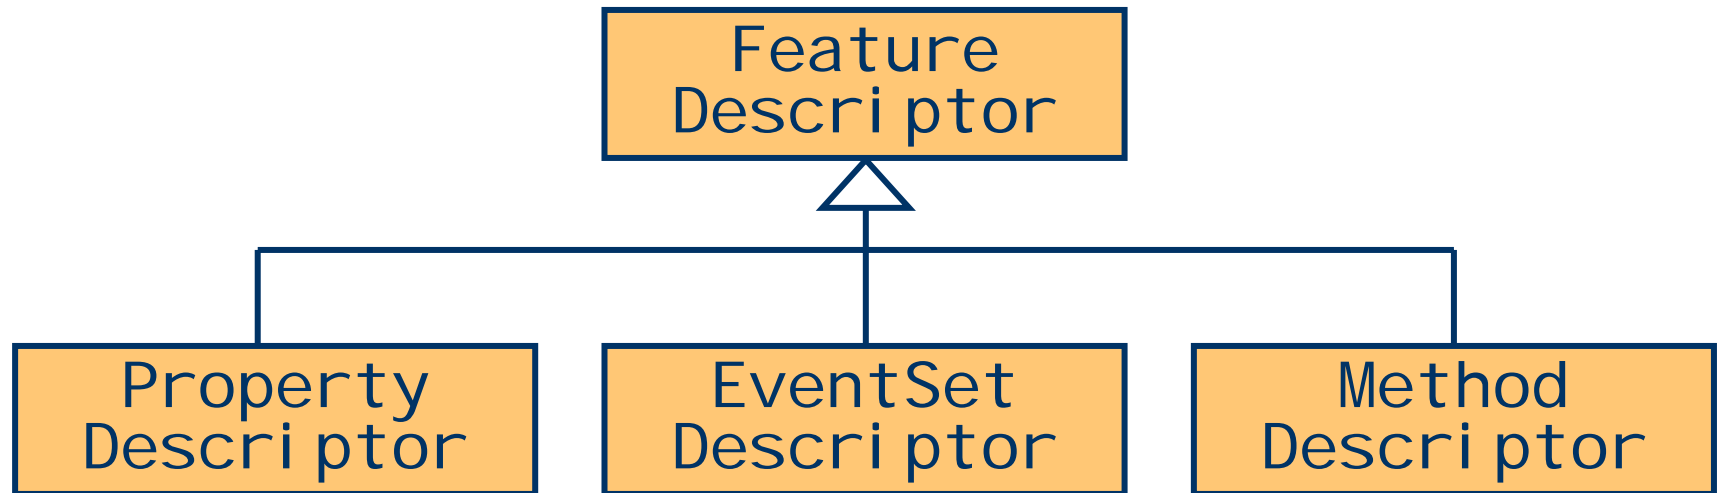 Feature
Descriptor
Property
Descriptor
EventSet
Descriptor
Method
Descriptor